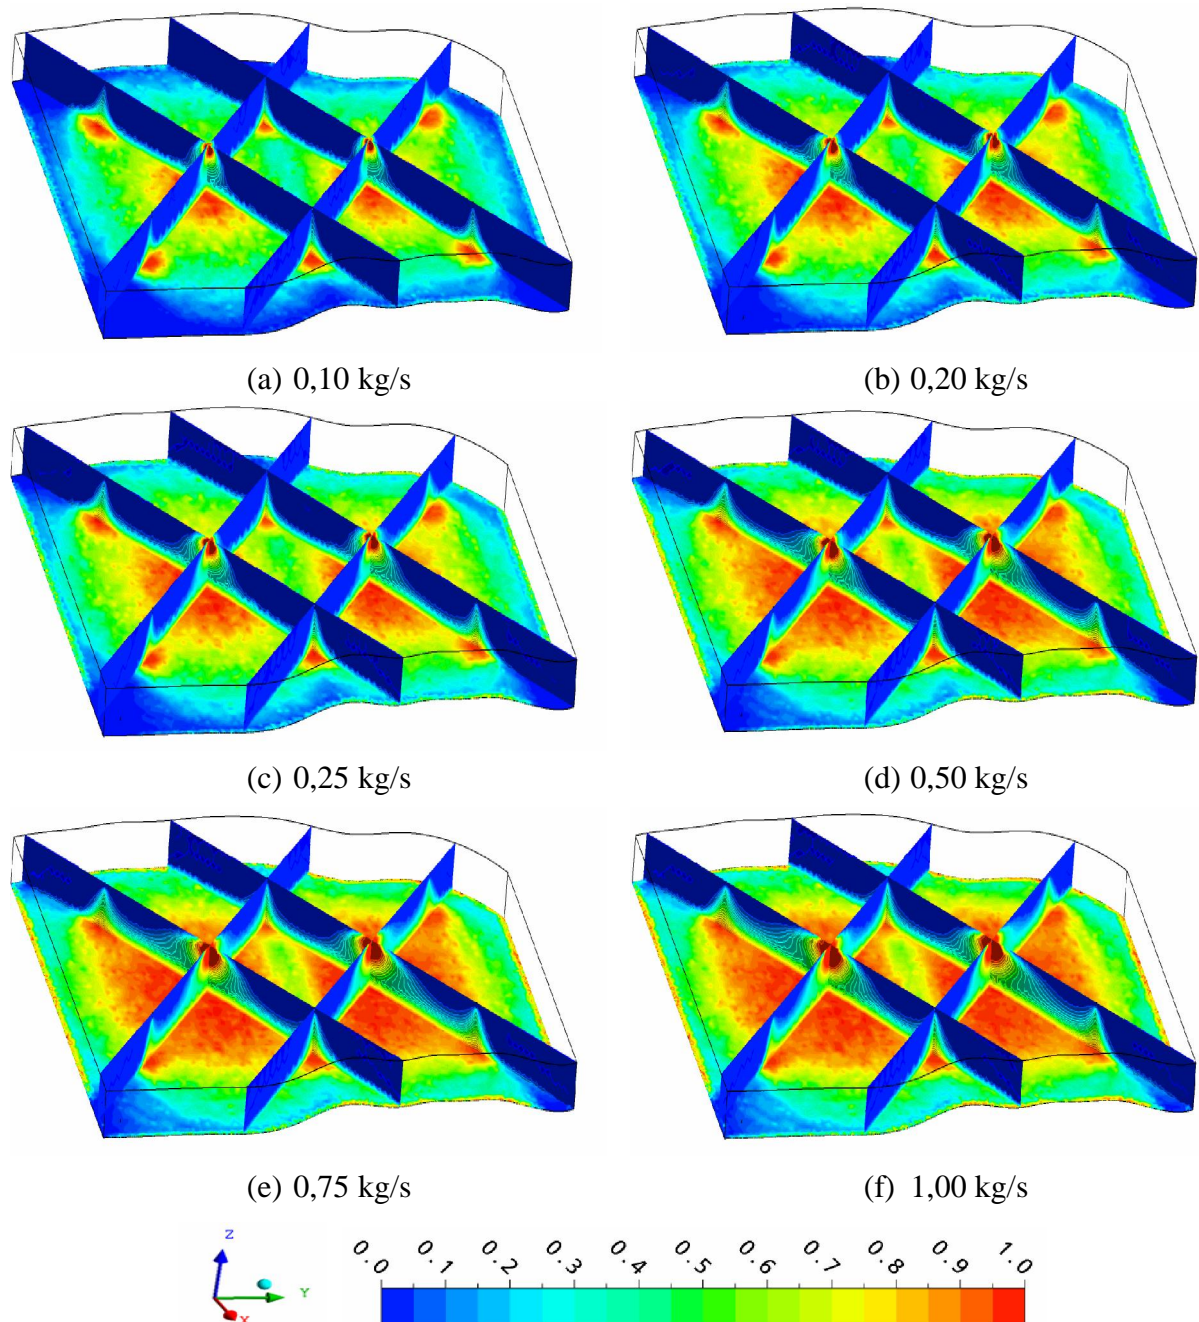 (a) 0,10 kg/s
(b) 0,20 kg/s
(c) 0,25 kg/s
(d) 0,50 kg/s
(e) 0,75 kg/s
(f) 1,00 kg/s
Z
Y
X
0.0 0.1 0.2 0.3 0.4 0.5 0.6 0.7 0.8 0.9 1.0